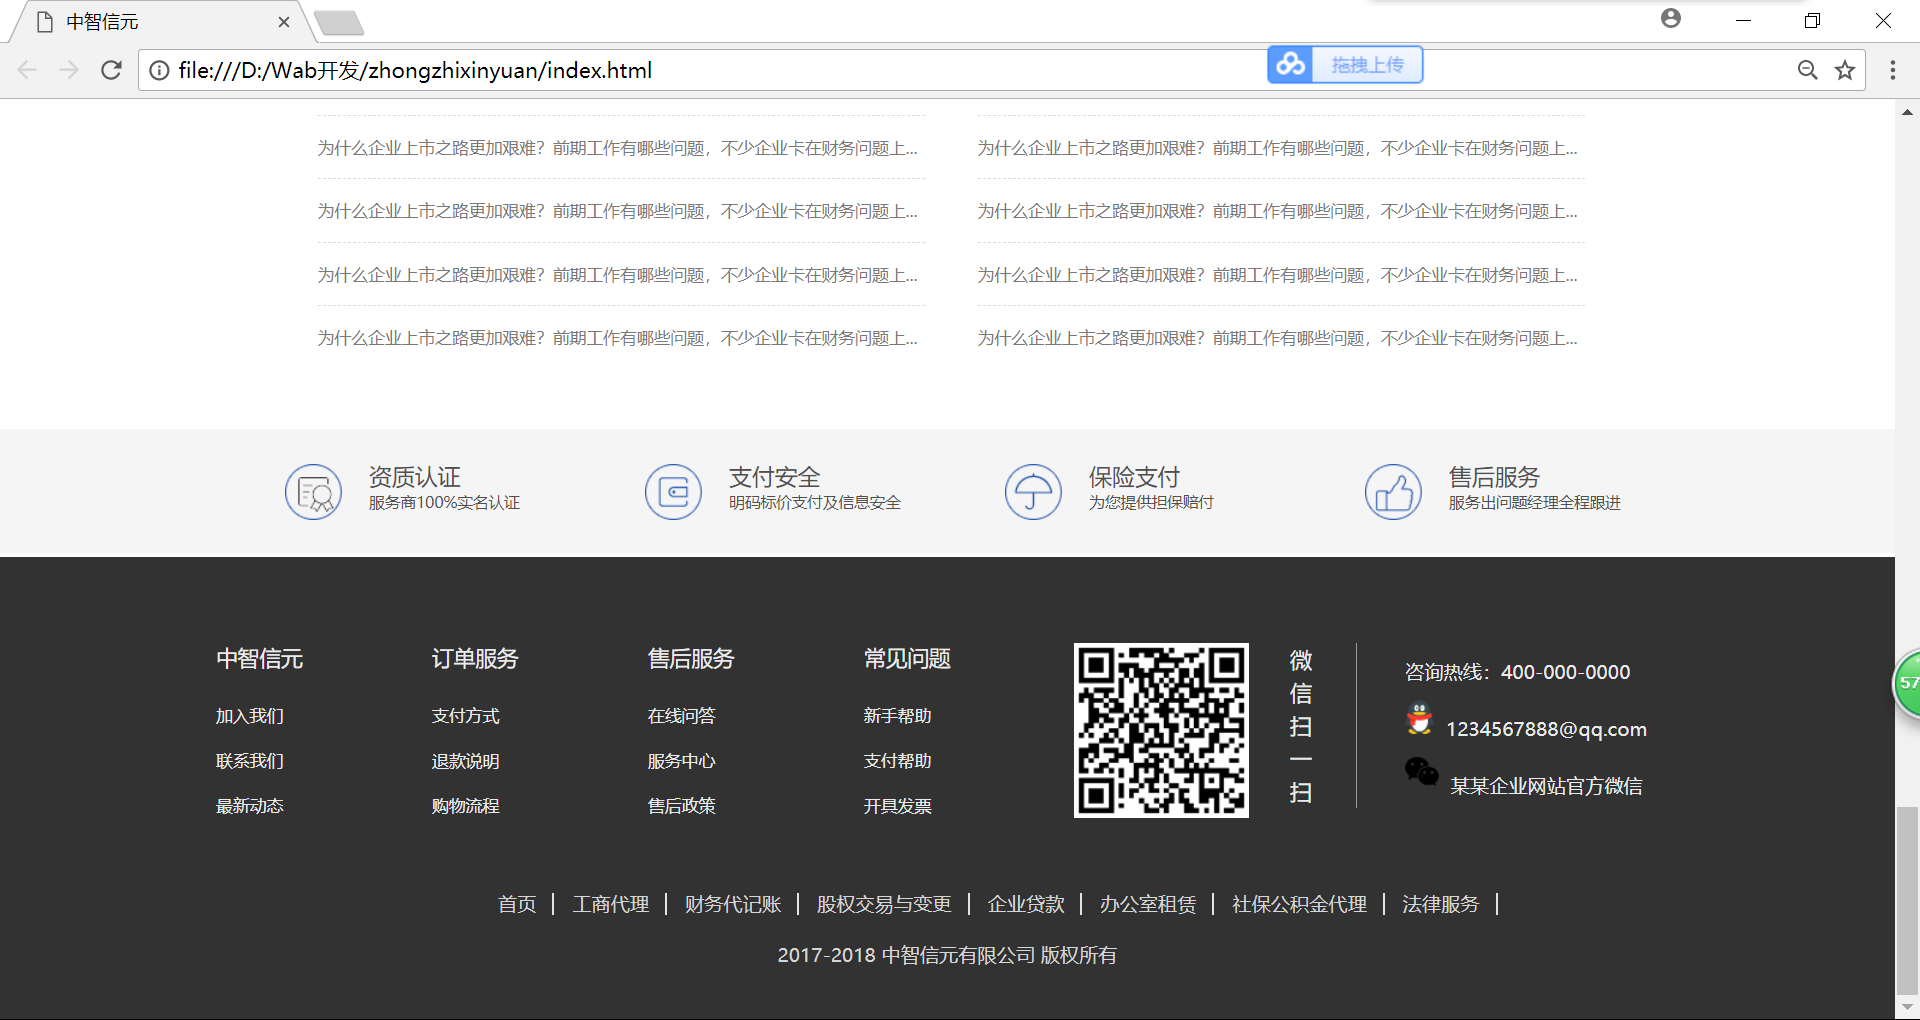 中智信元
file:///D:/Wab开发/zhongzhixinyuan/index.html
拖拽上传
为什么企业上市之路更加艰难？前期工作有哪些问题，不少企业卡在财务问题上...
为什么企业上市之路更加艰难？前期工作有哪些问题，不少企业卡在财务问题上...
为什么企业上市之路更加艰难？前期工作有哪些问题，不少企业卡在财务问题上...
为什么企业上市之路更加艰难？前期工作有哪些问题，不少企业卡在财务问题上...
为什么企业上市之路更加艰难？前期工作有哪些问题，不少企业卡在财务问题上...
为什么企业上市之路更加艰难？前期工作有哪些问题，不少企业卡在财务问题上...
为什么企业上市之路更加艰难？前期工作有哪些问题，不少企业卡在财务问题上...
为什么企业上市之路更加艰难？前期工作有哪些问题，不少企业卡在财务问题上...
资质认证
服务商100%实名认证
支付安全
明码标价支付及信息安全
保险支付
为您提供担保赔付
售后服务
服务出问题经理全程跟进
中智信元
加入我们
联系我们
最新动态
订单服务
支付方式
退款说明
购物流程
售后服务
在线问答
服务中心
售后政策
常见问题
新手帮助
支付帮助
开具发票
微信扫一扫
咨询热线：400-000-0000
1234567888@qq.com
某某企业网站官方微信
57
首页 | 工商代理 | 财务代记账 | 股权交易与变更 | 企业贷款 | 办公室租赁 | 社保公积金代理 | 法律服务 |
2017-2018 中智信元有限公司 版权所有